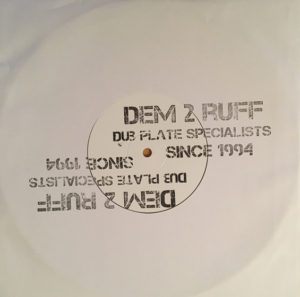 DEM 2 RUFF
DUB PLATE SPECIALISTS
SINCE 1994
SINCE 1994
DUB PLATE SPECIALISTS
DEM 2 RUFF